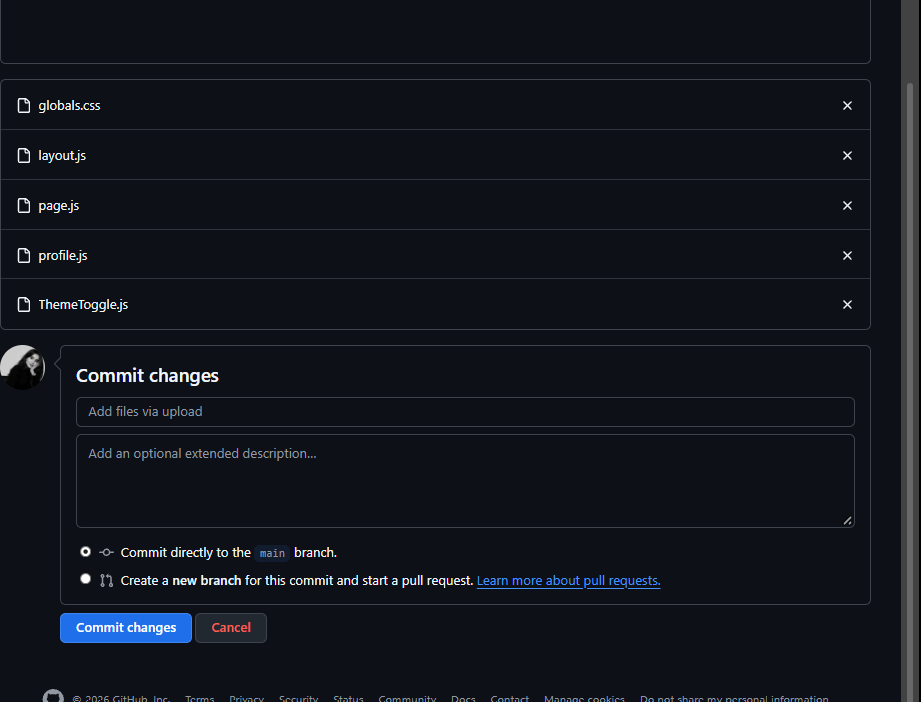 globals.css
layout.js
page.js
profile.js
ThemeToggle.js
Commit changes
Add files via upload
Add an optional extended description...
Commit directly to the main branch.
Create a new branch for this commit and start a pull request. Learn more about pull requests.
Commit changes Cancel
© 2026 GitHub, Inc. Terms Privacy Security Status Community Docs Contact Manage cookies Do not share my personal information